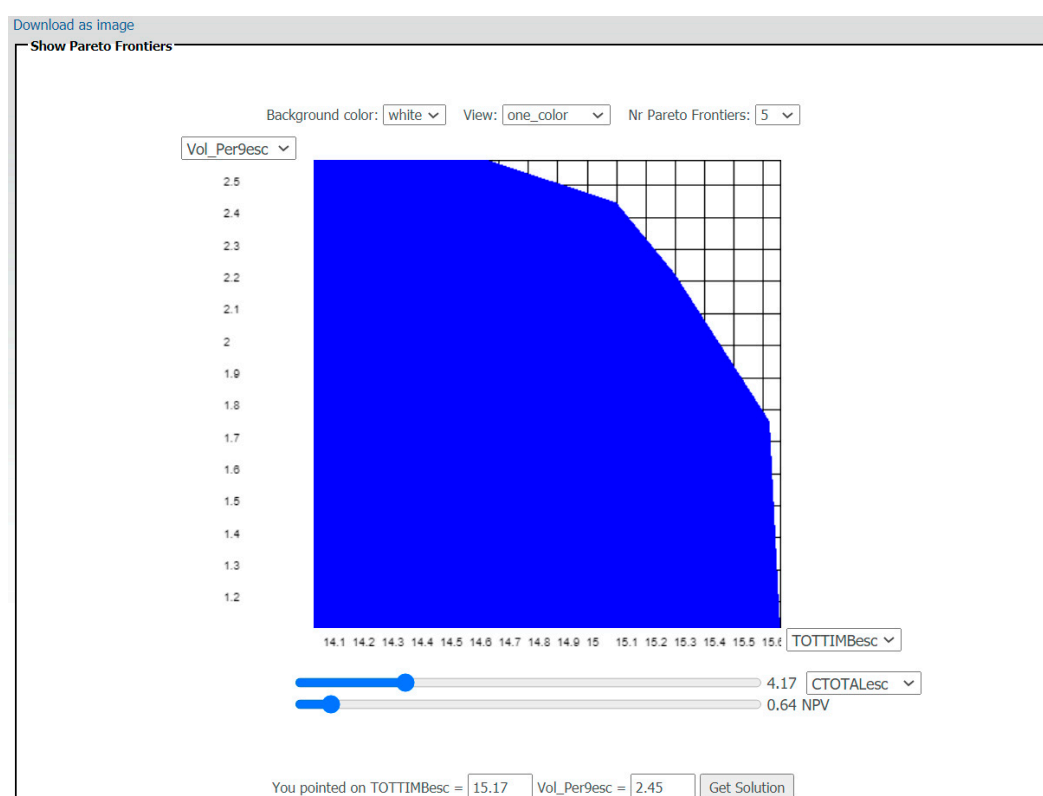 Download as image
Show Pareto Frontiers
Background color: white View: one_color Nr Pareto Frontiers: 5
Vol_Per9esc
2.5
2.4
2.3
2.2
2.1
2
1.9
1.8
1.7
1.6
1.5
1.4
1.3
1.2
14.1 14.2 14.3 14.4 14.5 14.6 14.7 14.8 14.9 15 15.1 15.2 15.3 15.4 15.5 15.6 TOTTIMBesc
4.17 CTOTALesc
0.64 NPV
You pointed on TOTTIMBesc = 15.17 Vol_Per9esc = 2.45 Get Solution